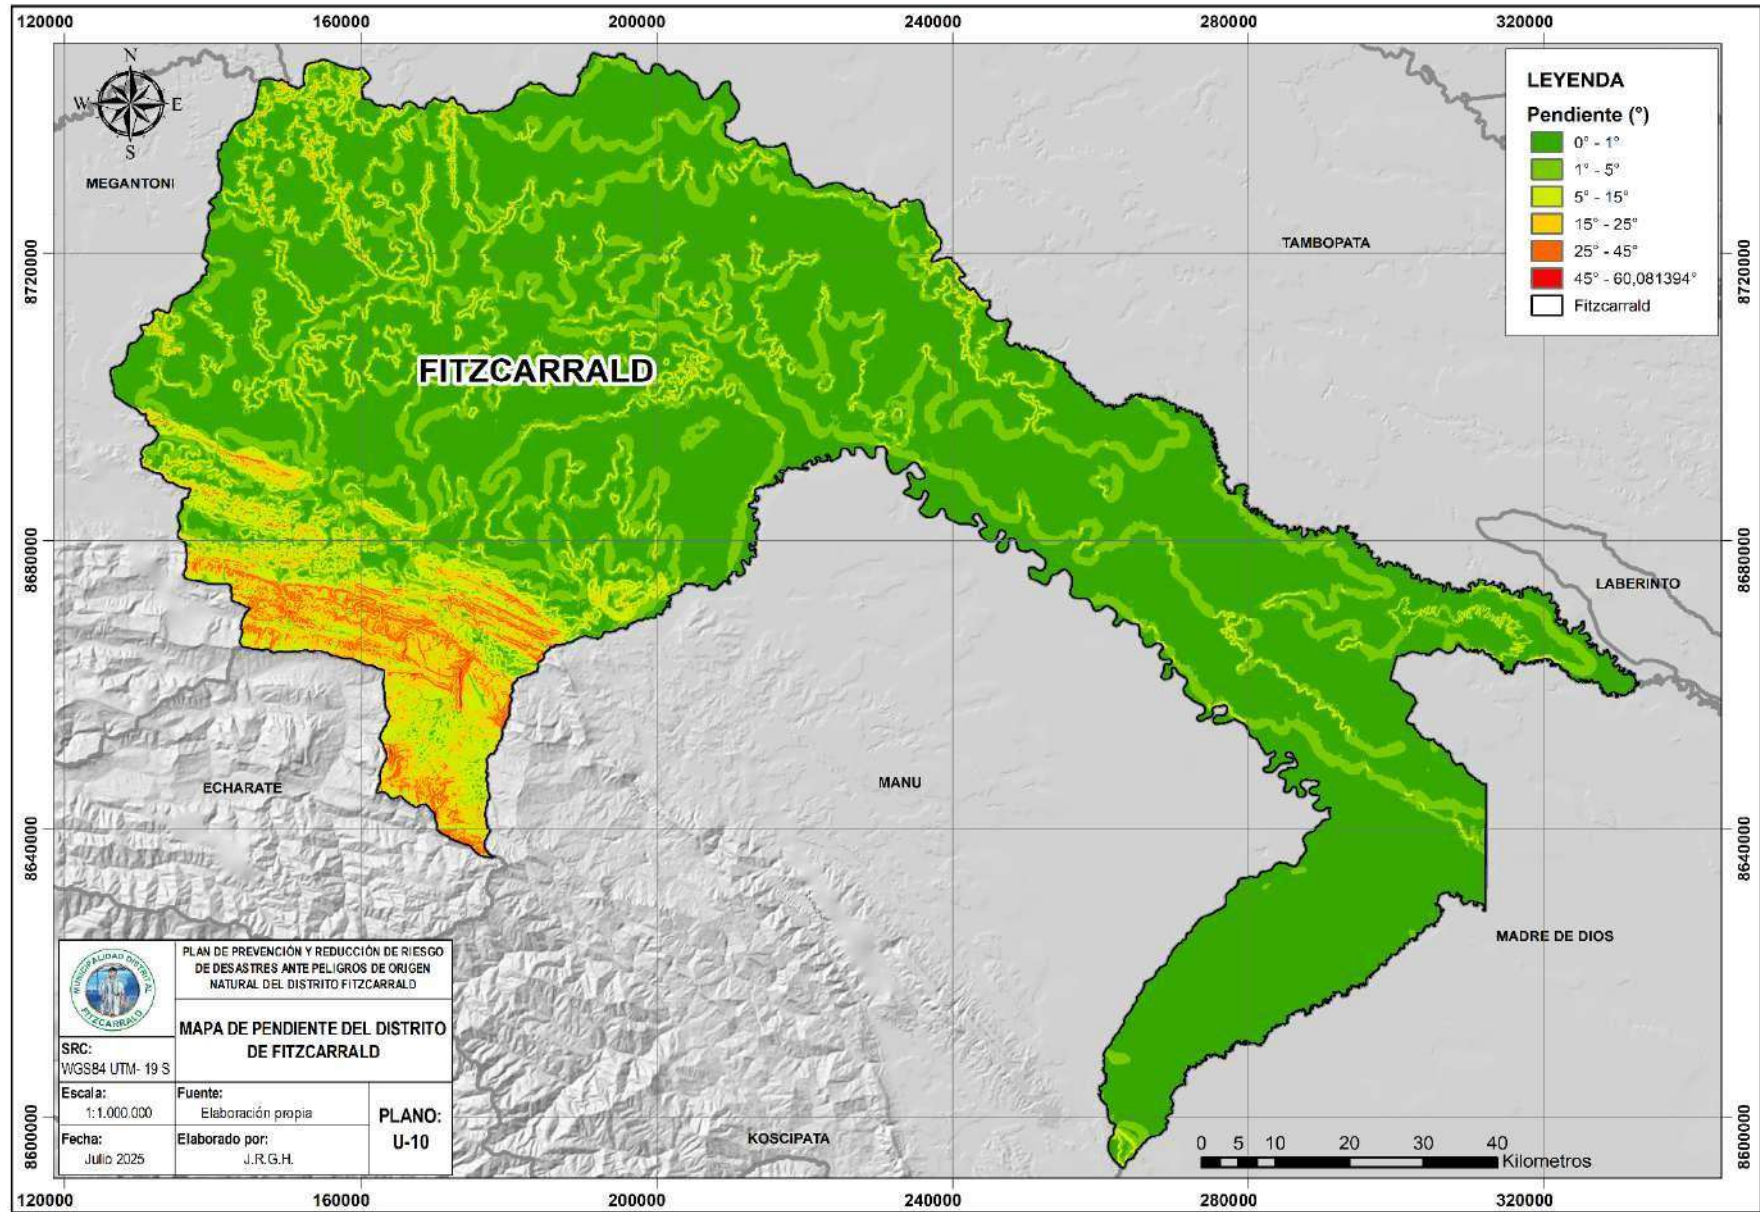 120000 160000 200000 240000 280000 320000
N
W E
S
LEYENDA
Pendiente (°)
0° - 1°
1° - 5°
5° - 15°
15° - 25°
25° - 45°
45° - 60,081394°
Fitzcarrald
MEGANTONI
TAMBOPATA
8720000 8720000
FITZCARRALD
8680000 8680000
LABERINTO
ECHARATE
MANU
8640000 8640000
MADRE DE DIOS
MUNICIPALIDAD DISTRITAL
FITZCARRALD
PLAN DE PREVENCIÓN Y REDUCCIÓN DE RIESGO
DE DESASTRES ANTE PELIGROS DE ORIGEN
NATURAL DEL DISTRITO FITZCARRALD
MAPA DE PENDIENTE DEL DISTRITO
DE FITZCARRALD
SRC:
WGS84 UTM- 19 S
Escala:
1:1.000.000
Fuente:
Elaboración propia
PLANO:
U-10
Fecha:
Julio 2025
Elaborado por:
J.R.G.H.
KOSCIPATA
8600000 8600000
0 5 10 20 30 40
Kilometros
120000 160000 200000 240000 280000 320000